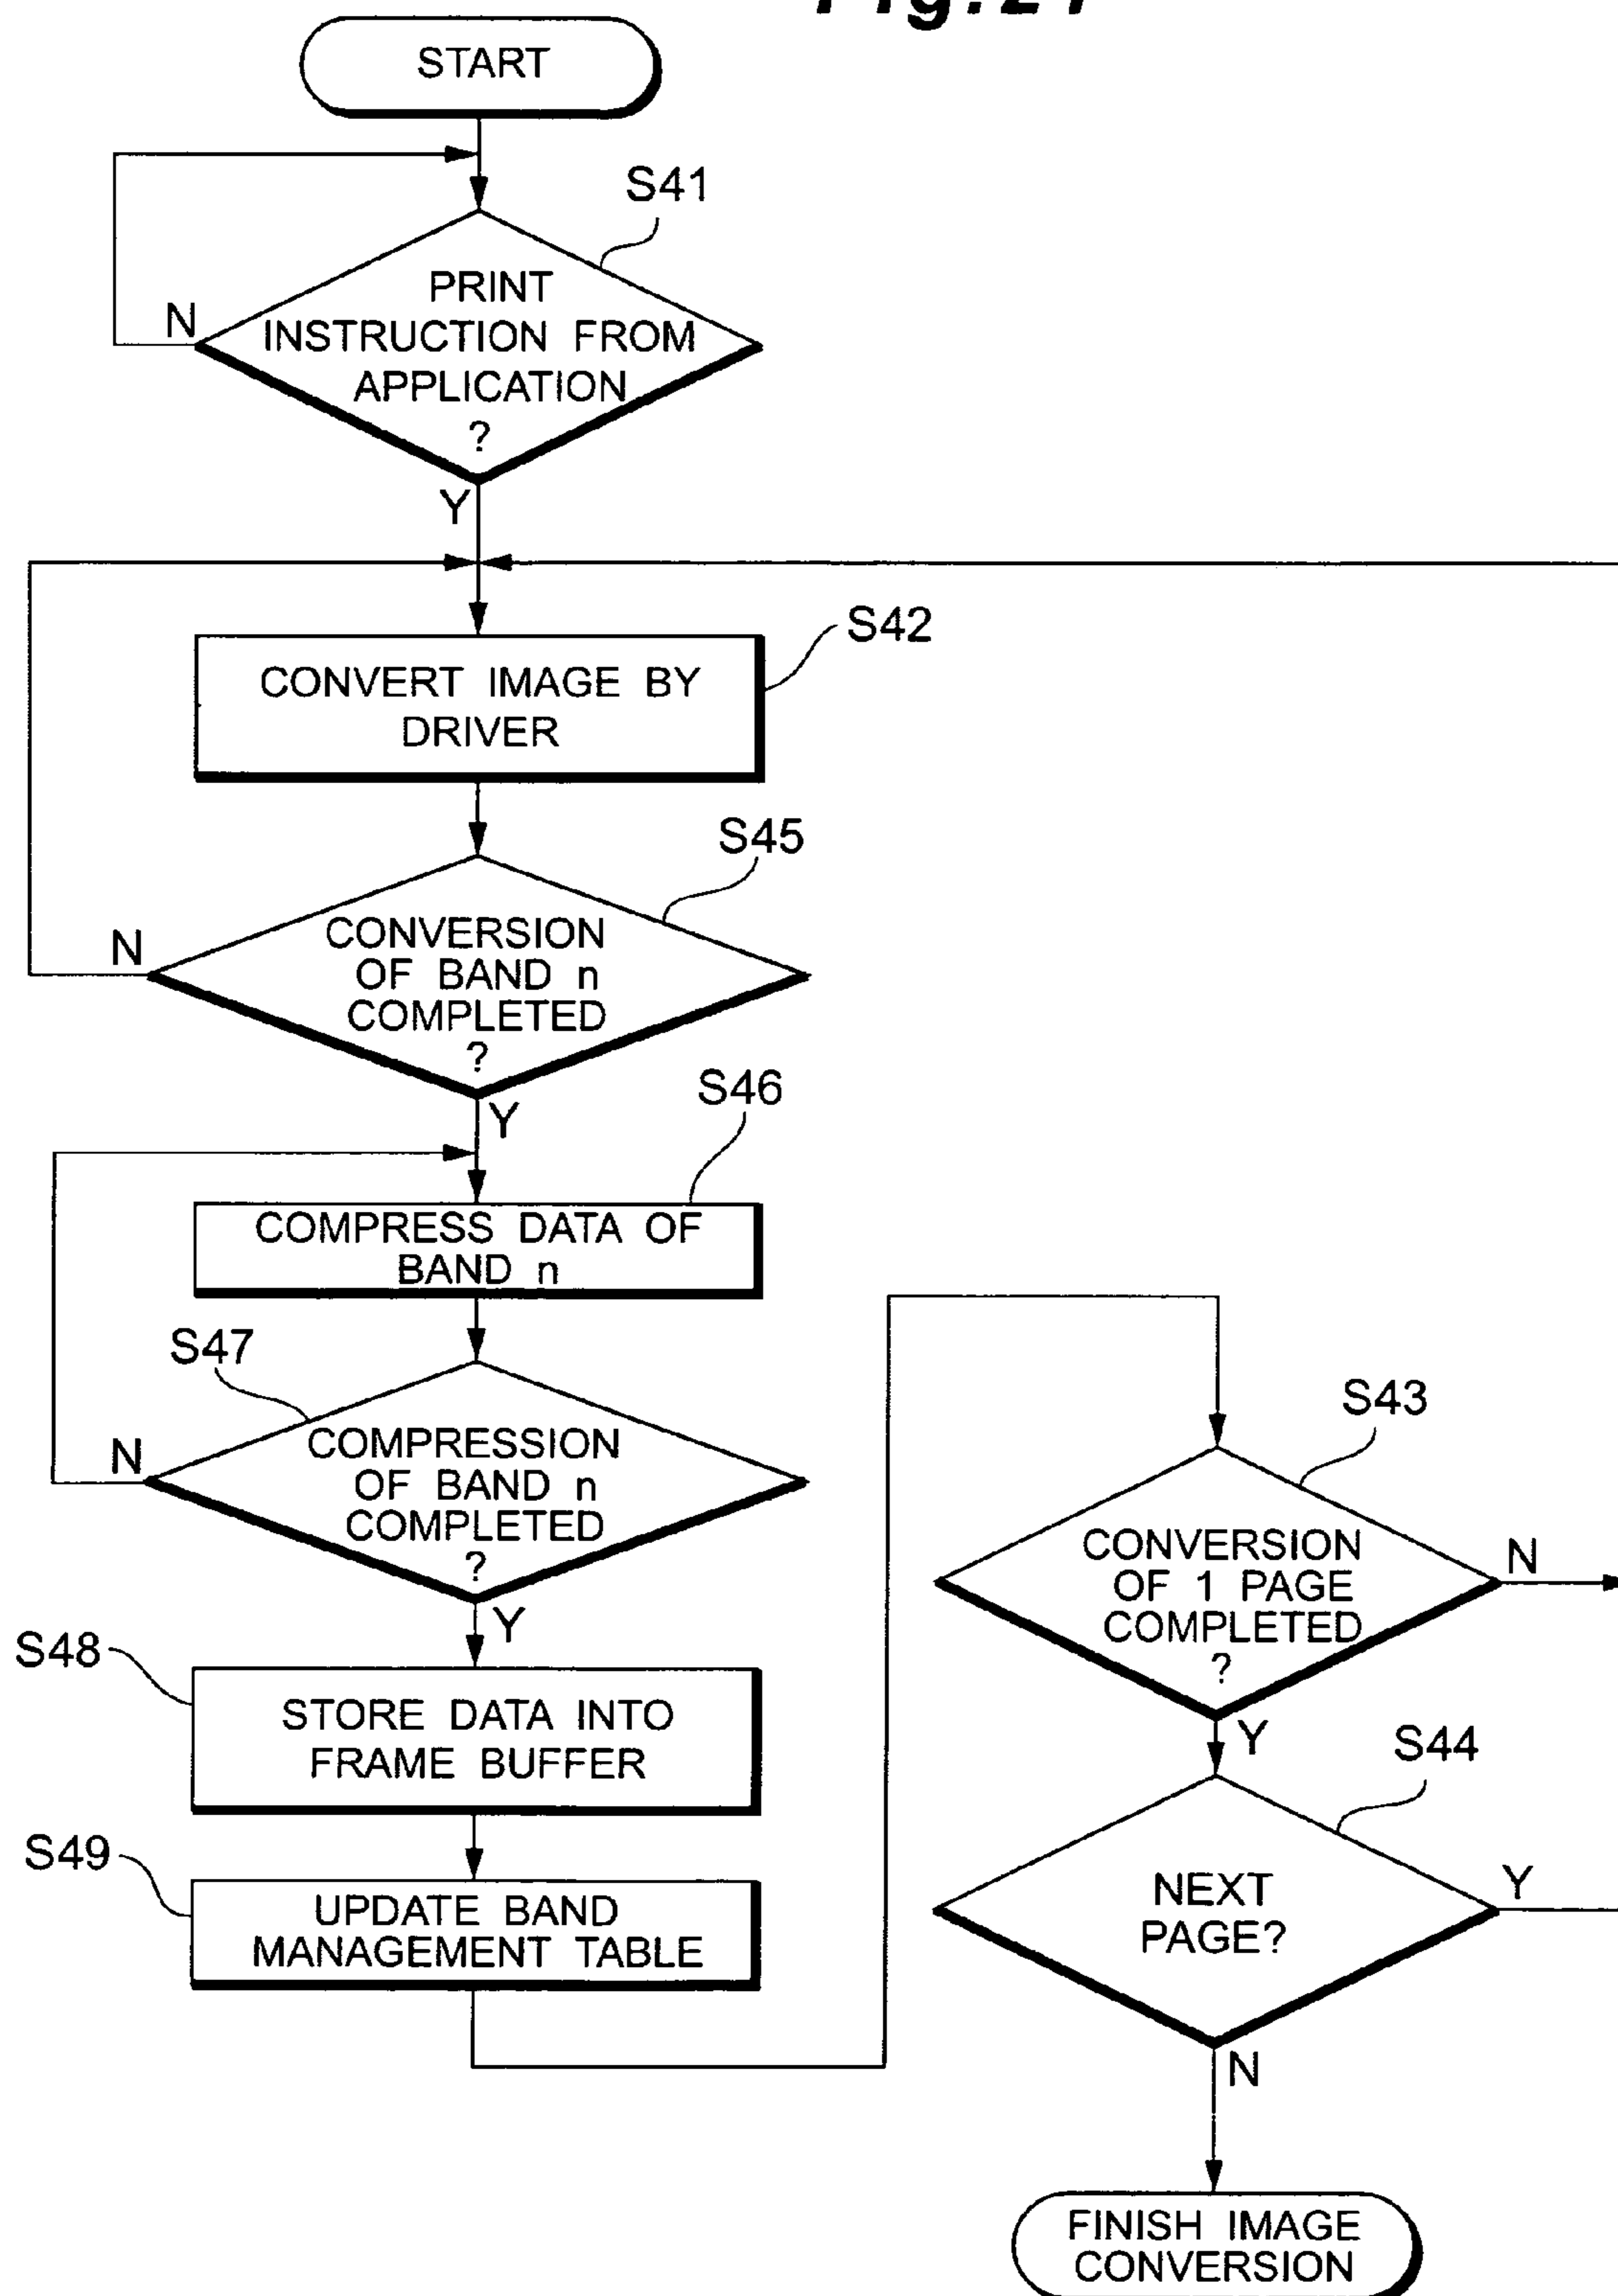 START
S41
PRINT
INSTRUCTION FROM
APPLICATION
?
N
Y
S42
CONVERT IMAGE BY
DRIVER
S45
CONVERSION
OF BAND n
COMPLETED
?
N
Y
S46
COMPRESS DATA OF
BAND n
S47
COMPRESSION
OF BAND n
COMPLETED
?
N
Y
S48
STORE DATA INTO
FRAME BUFFER
S49
UPDATE BAND
MANAGEMENT TABLE
S43
CONVERSION
OF 1 PAGE
COMPLETED
?
N
Y
S44
NEXT
PAGE?
Y
N
FINISH IMAGE
CONVERSION